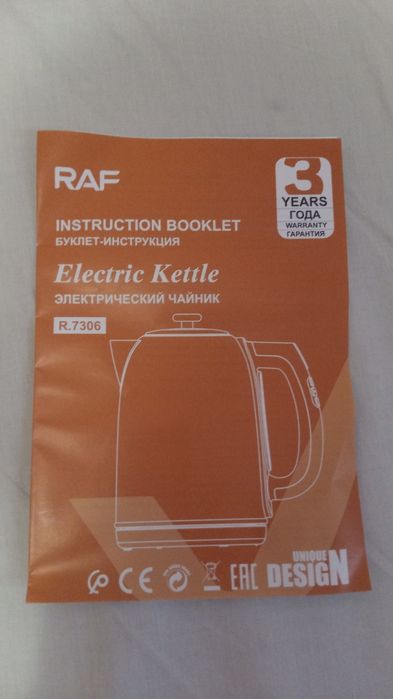 RAF
3
YEARS
ГОДА
WARRANTY
ГАРАНТИЯ
INSTRUCTION BOOKLET
БУКЛЕТ-ИНСТРУКЦИЯ
Electric Kettle
ЭЛЕКТРИЧЕСКИЙ ЧАЙНИК
R.7306
CE
EAC
UNIQUE
DESIGN